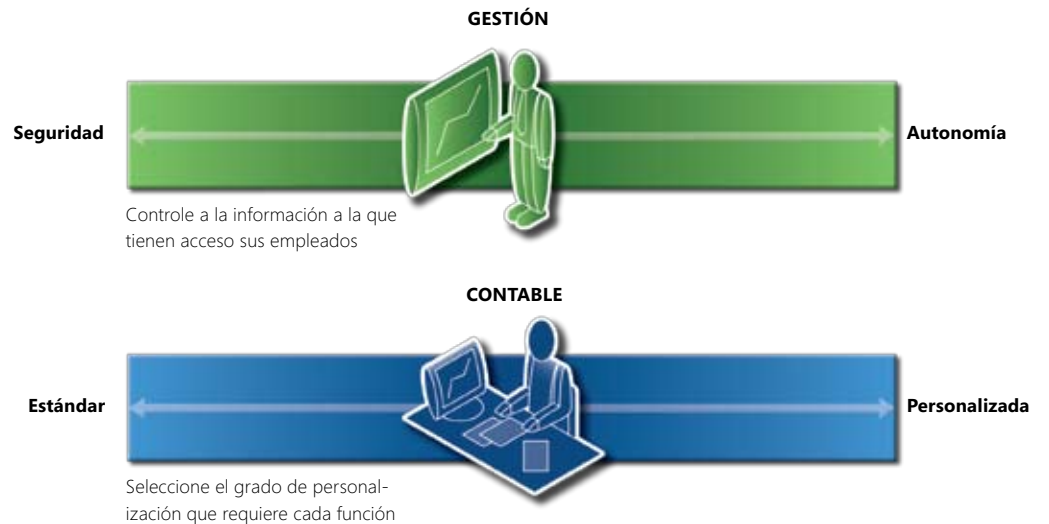 GESTIÓN
Seguridad
Autonomía
Controle a la información a la que
tienen acceso sus empleados
CONTABLE
Estándar
Personalizada
Seleccione el grado de personal-
ización que requiere cada función